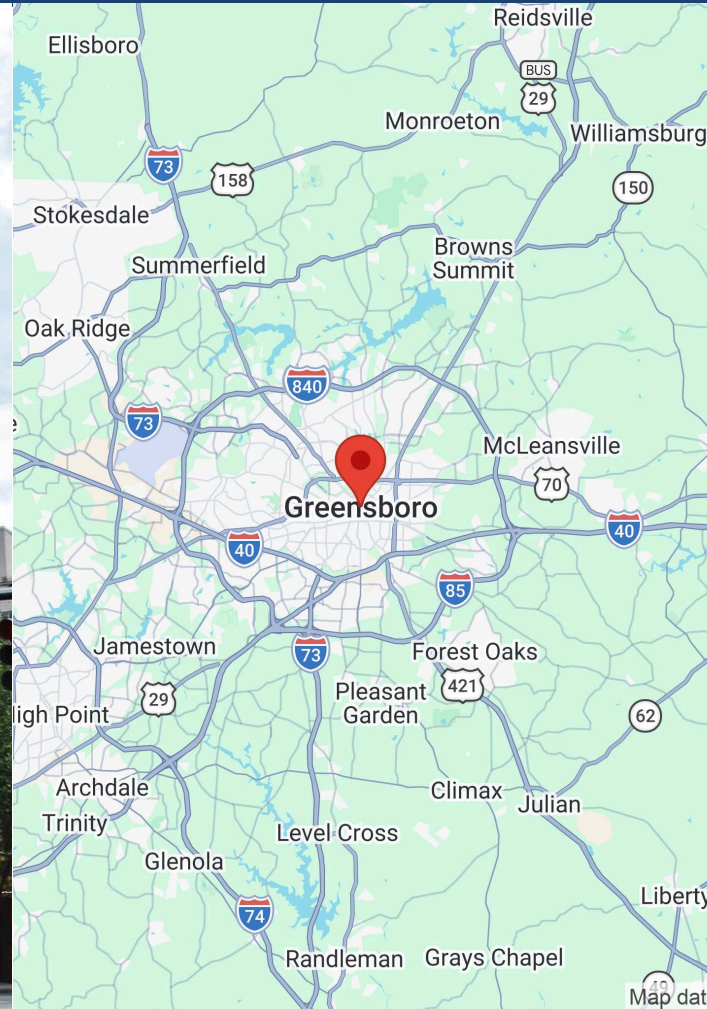 Reidsville
Ellisboro
BUS
29
Monroeton
Williamsburg
73
158
150
Stokesdale
Browns
Summit
Summerfield
Oak Ridge
840
73
McLeansville
70
Greensboro
40
40
85
Jamestown
73
Forest Oaks
29
421
Pleasant
Garden
High Point
62
Archdale
Climax
Julian
Trinity
Level Cross
Glenola
Liberty
74
Randleman
Grays Chapel
49
Map dat